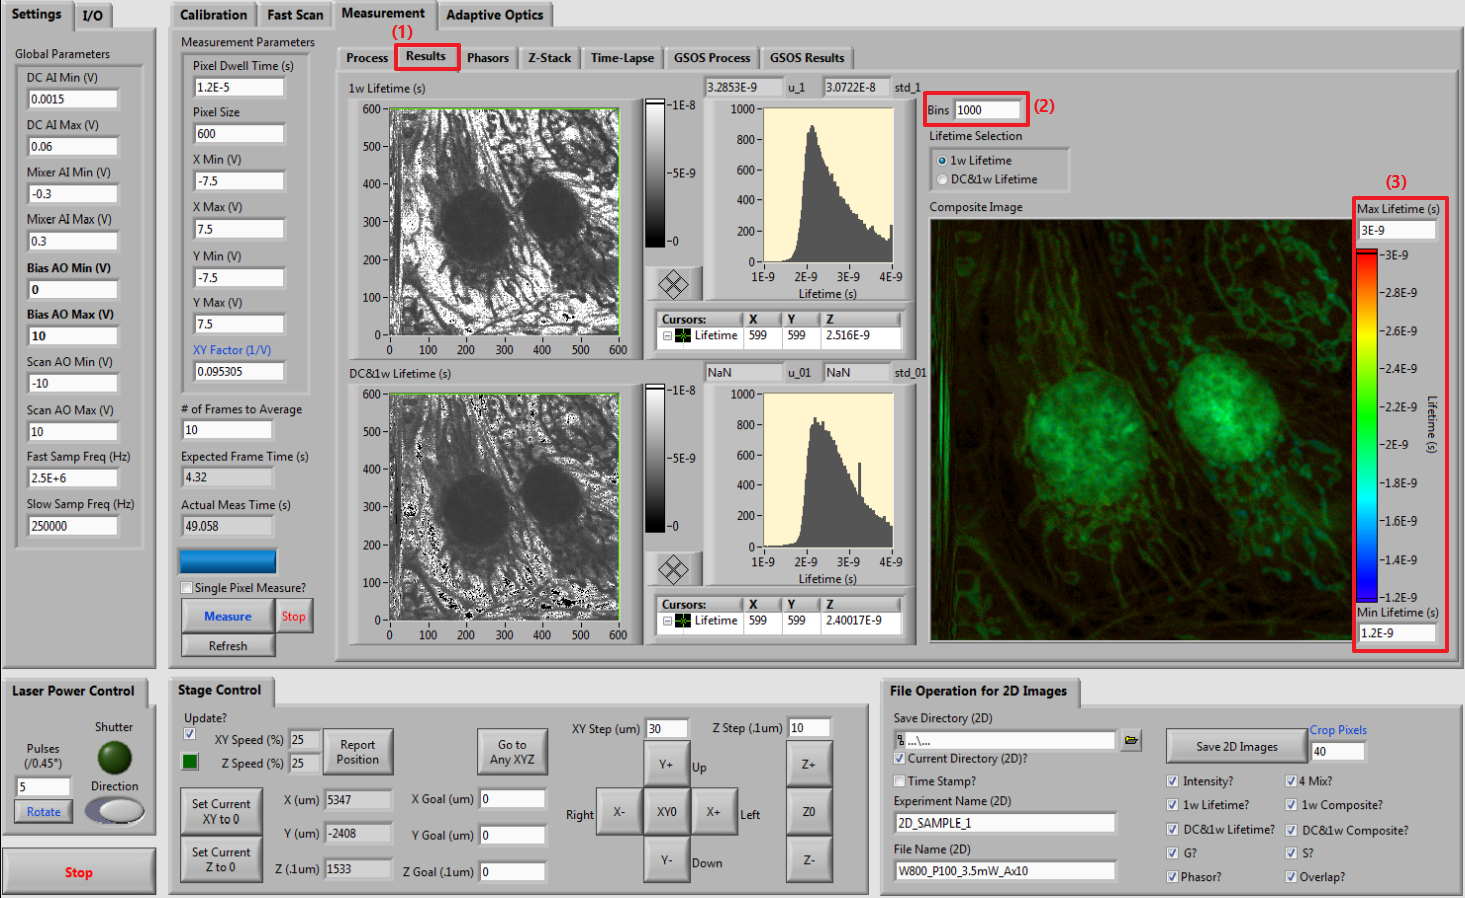 Settings
I/O
Global Parameters
DC AI Min (V)
0.0015
DC AI Max (V)
0.06
Mixer AI Min (V)
-0.3
Mixer AI Max (V)
0.3
Bias AO Min (V)
0
Bias AO Max (V)
10
Scan AO Min (V)
-10
Scan AO Max (V)
10
Fast Samp Freq (Hz)
2.5E+6
Slow Samp Freq (Hz)
250000
Calibration
Fast Scan
Measurement
Adaptive Optics
Measurement Parameters
Pixel Dwell Time (s)
1.2E-5
Pixel Size
600
X Min (V)
-7.5
X Max (V)
7.5
Y Min (V)
-7.5
Y Max (V)
7.5
XY Factor (1/V)
0.095305
# of Frames to Average
10
Expected Frame Time (s)
4.32
Actual Meas Time (s)
49.058
Single Pixel Measure?
Measure
Stop
Refresh
(1)
Process
Results
Phasors
Z-Stack
Time-Lapse
GSOS Process
GSOS Results
1w Lifetime (s)
600
500
400
300
200
100
0
0 100 200 300 400 500 600
1E-8
5E-9
0
3.2853E-9 u_1 3.0722E-8 std_1
1000
800
600
400
200
0
1E-9 2E-9 3E-9 4E-9
Lifetime (s)
Cursors: X Y Z
Lifetime 599 599 2.516E-9
DC&1w Lifetime (s)
600
500
400
300
200
100
0
0 100 200 300 400 500 600
1E-8
5E-9
0
NaN u_01 NaN std_01
1000
800
600
400
200
0
1E-9 2E-9 3E-9 4E-9
Lifetime (s)
Cursors: X Y Z
Lifetime 599 599 2.40017E-9
Bins 1000
(2)
Lifetime Selection
1w Lifetime
DC&1w Lifetime
Composite Image
(3)
Max Lifetime (s)
3E-9
3E-9
2.8E-9
2.6E-9
2.4E-9
2.2E-9
2E-9
1.8E-9
1.6E-9
1.4E-9
1.2E-9
Lifetime (s)
Min Lifetime (s)
1.2E-9
Laser Power Control
Shutter
Pulses
(/0.45°)
5
Direction
Rotate
Stop
Stage Control
Update?
XY Speed (%) 25
Z Speed (%) 25
Report
Position
Go to
Any XYZ
Set Current
XY to 0
Set Current
Z to 0
X (um) 5347
Y (um) -2408
Z (.1um) 1533
X Goal (um) 0
Y Goal (um) 0
Z Goal (.1um) 0
XY Step (um) 30
Z Step (.1um) 10
Y+ Up
Right X- XY0 X+ Left
Y- Down
Z+
Z0
Z-
File Operation for 2D Images
Save Directory (2D)
...\...
Current Directory (2D)?
Time Stamp?
Experiment Name (2D)
2D_SAMPLE_1
File Name (2D)
W800_P100_3.5mW_Ax10
Save 2D Images
Crop Pixels
40
Intensity? 4 Mix?
1w Lifetime? 1w Composite?
DC&1w Lifetime? DC&1w Composite?
G? S?
Phasor? Overlap?